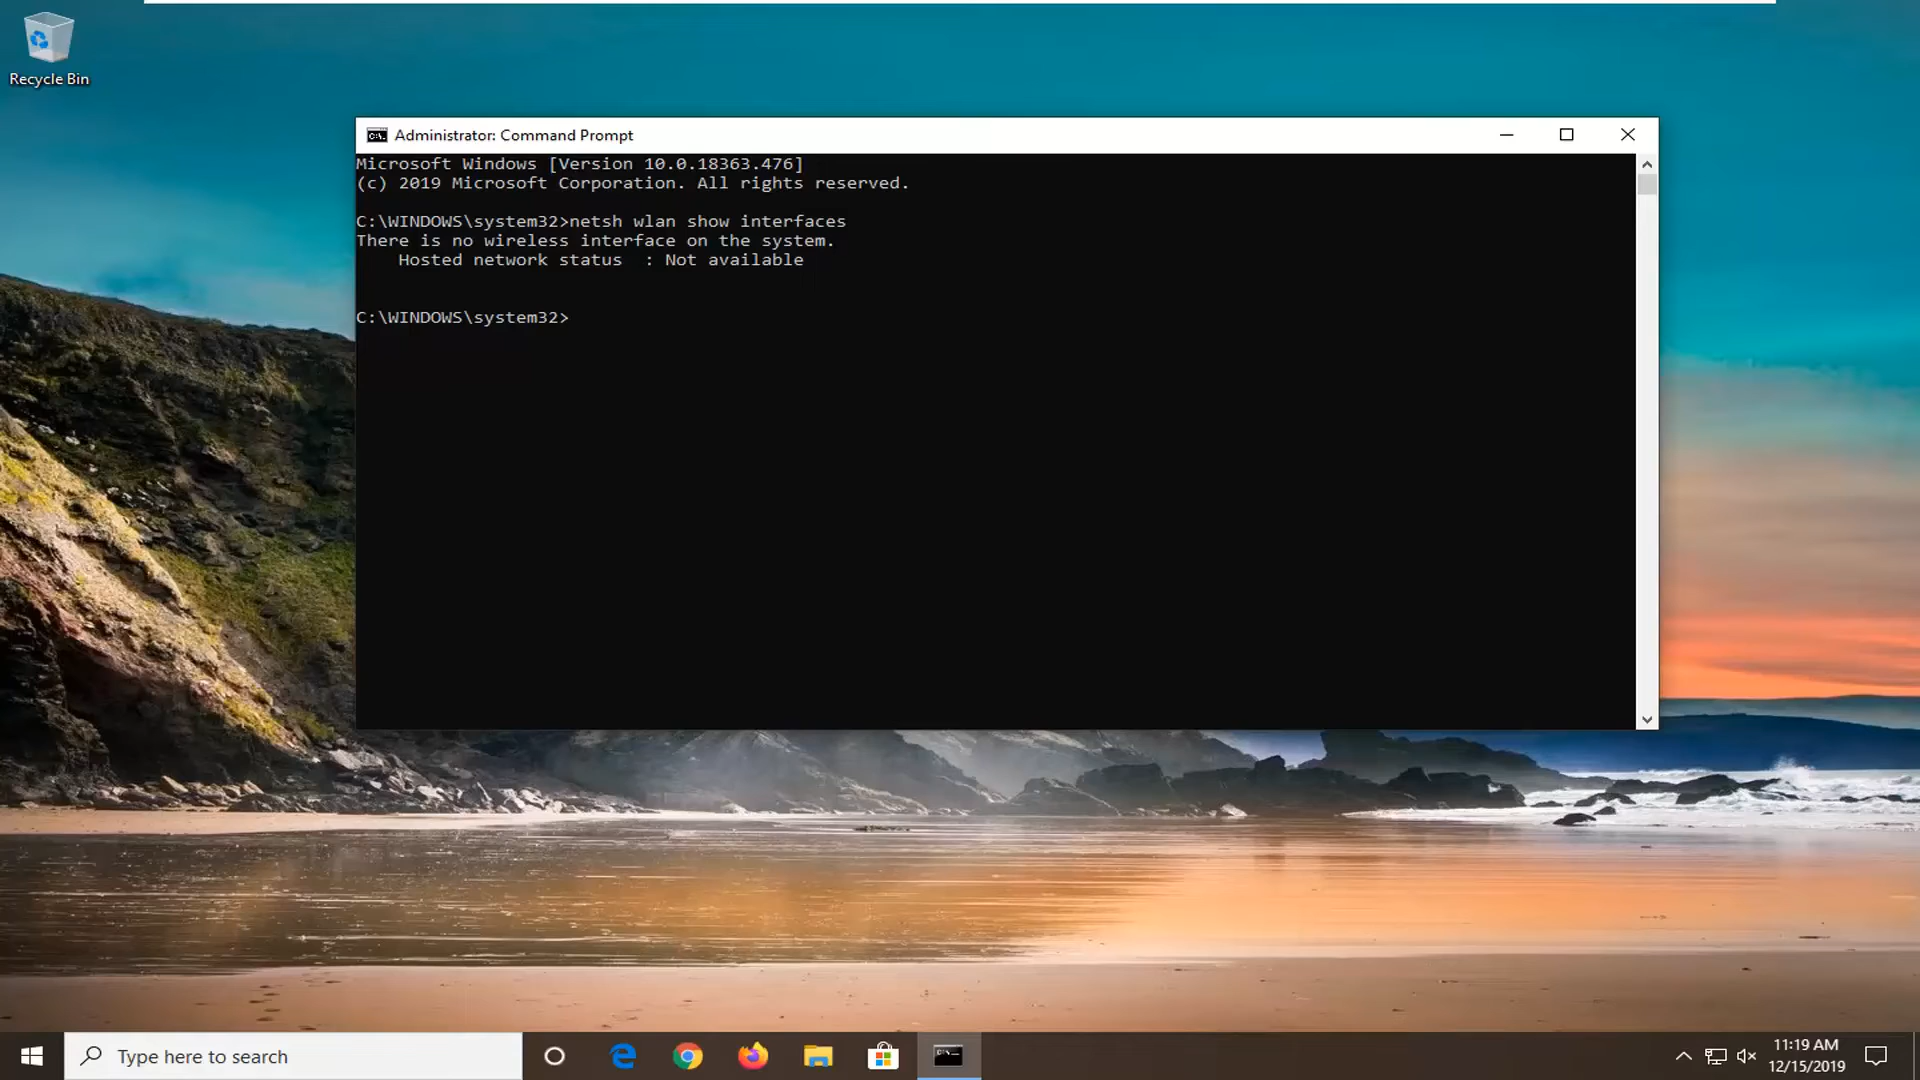 Recycle Bin
Administrator: Command Prompt
Microsoft Windows [Version 10.0.18363.476]
(c) 2019 Microsoft Corporation. All rights reserved.
C:\WINDOWS\system32>netsh wlan show interfaces
There is no wireless interface on the system.
Hosted network status : Not available
C:\WINDOWS\system32>
Type here to search
11:19 AM
12/15/2019